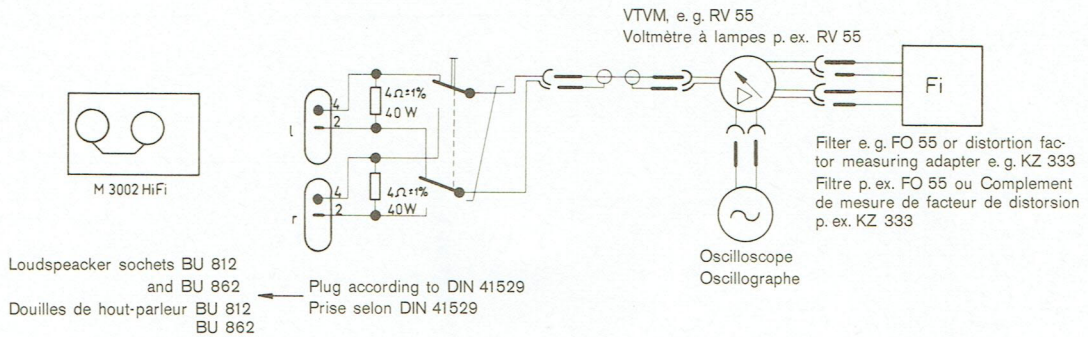 VTVM, e. g. RV 55
Voltmètre à lampes p. ex. RV 55
4Ω±1%
40 W
4
2
l
Fi
M 3002 HiFi
4
2
r
4Ω±1%
40W
Filter e. g. FO 55 or distortion fac-
tor measuring adapter e. g. KZ 333
Filtre p. ex. FO 55 ou Complement
de mesure de facteur de distorsion
p. ex. KZ 333
Oscilloscope
Oscillographe
Loudspeacker sochets BU 812
and BU 862
Douilles de hout-parleur BU 812
BU 862
Plug according to DIN 41529
Prise selon DIN 41529